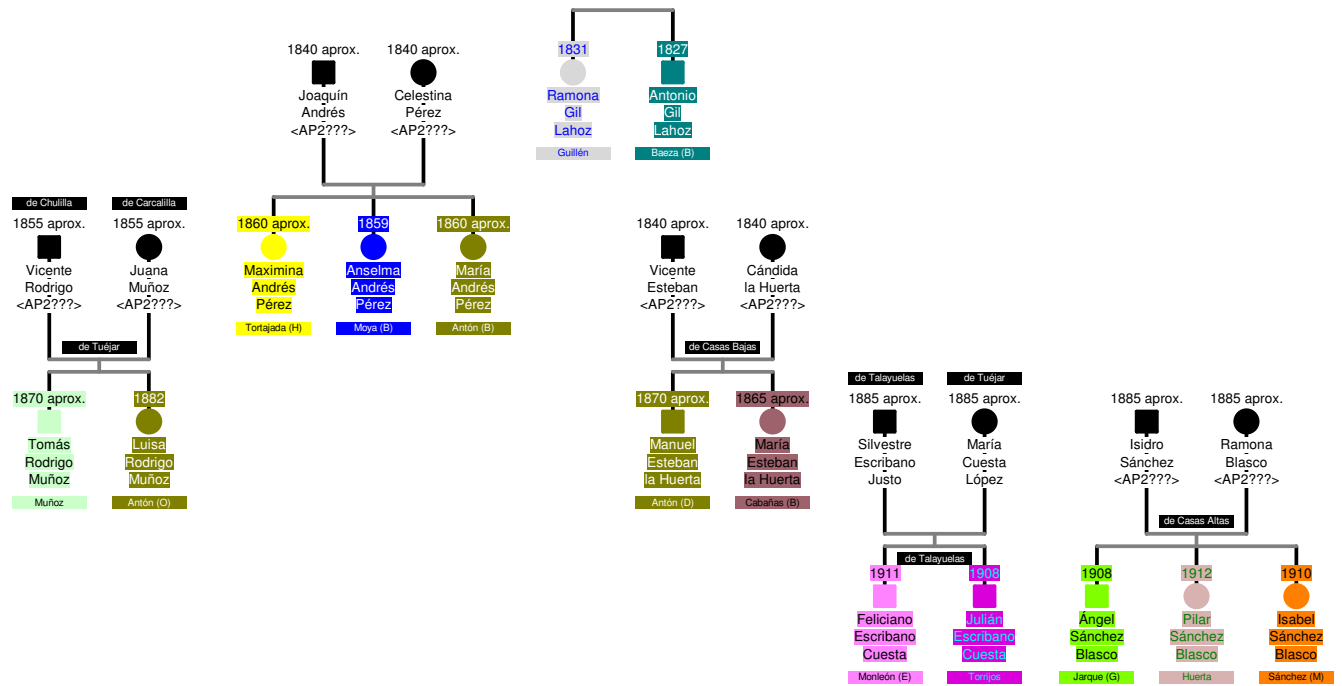 1840 aprox.
Joaquín
Andrés
<AP2???>
1840 aprox.
Celestina
Pérez
<AP2???>
1831
Ramona
Gil
Lahoz
Guillén
1827
Antonio
Gil
Lahoz
Baeza (B)
de Chulilla
1855 aprox.
Vicente
Rodrigo
<AP2???>
de Carcalilla
1855 aprox.
Juana
Muñoz
<AP2???>
1860 aprox.
Maximina
Andrés
Pérez
Tortajada (H)
1859
Anselma
Andrés
Pérez
Moya (B)
1860 aprox.
María
Andrés
Pérez
Antón (B)
1840 aprox.
Vicente
Esteban
<AP2???>
1840 aprox.
Cándida
la Huerta
<AP2???>
de Tuéjar
1870 aprox.
Tomás
Rodrigo
Muñoz
Muñoz
1882
Luisa
Rodrigo
Muñoz
Antón (O)
de Casas Bajas
1870 aprox.
Manuel
Esteban
la Huerta
Antón (D)
1865 aprox.
María
Esteban
la Huerta
Cabañas (B)
de Talayuelas
1885 aprox.
Silvestre
Escribano
Justo
de Tuéjar
1885 aprox.
María
Cuesta
López
1885 aprox.
Isidro
Sánchez
<AP2???>
1885 aprox.
Ramona
Blasco
<AP2???>
de Talayuelas
1911
Feliciano
Escribano
Cuesta
Monleón (E)
1908
Julián
Escribano
Cuesta
Torrijos
de Casas Altas
1908
Ángel
Sánchez
Blasco
Jarque (G)
1912
Pilar
Sánchez
Blasco
Huerta
1910
Isabel
Sánchez
Blasco
Sánchez (M)